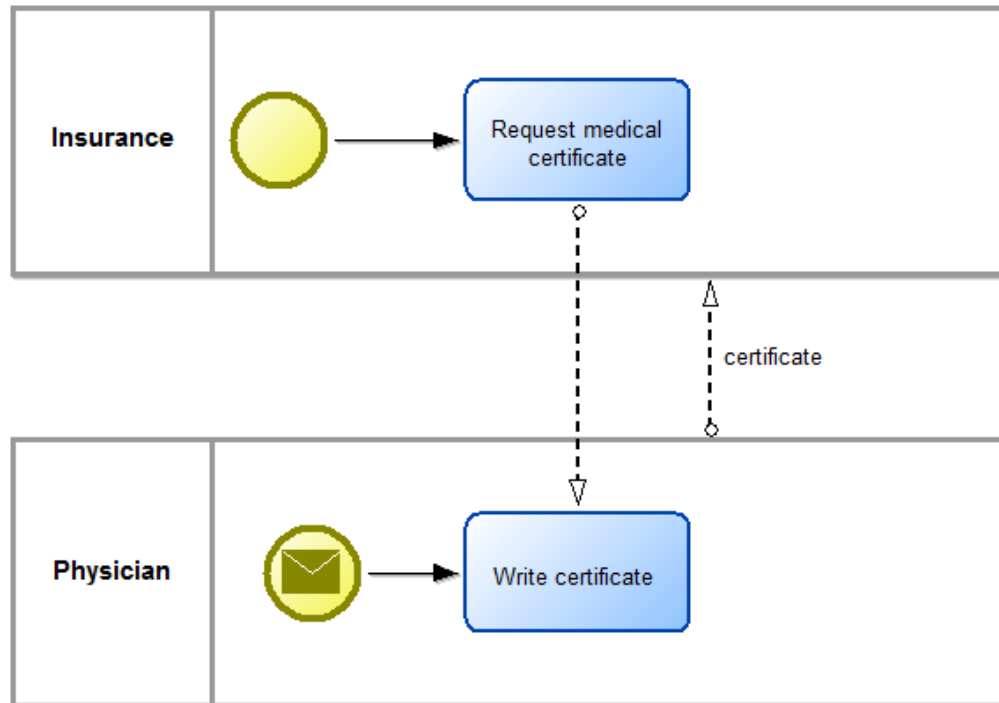 Insurance
Request medical
certificate
certificate
Physician
Write certificate